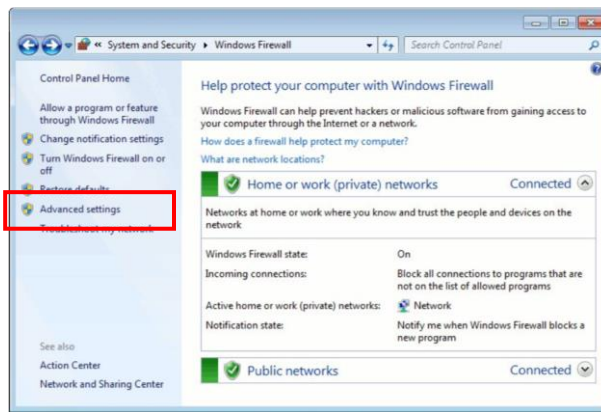 « System and Security ▸ Windows Firewall
Search Control Panel
Control Panel Home
Allow a program or feature
through Windows Firewall
Change notification settings
Turn Windows Firewall on or
off
Restore defaults
Advanced settings
Troubleshoot my network
See also
Action Center
Network and Sharing Center
Help protect your computer with Windows Firewall
Windows Firewall can help prevent hackers or malicious software from gaining access to
your computer through the Internet or a network.
How does a firewall help protect my computer?
What are network locations?
Home or work (private) networks Connected
Networks at home or work where you know and trust the people and devices on the
network
Windows Firewall state: On
Incoming connections: Block all connections to programs that are
not on the list of allowed programs
Active home or work (private) networks: Network
Notification state: Notify me when Windows Firewall blocks a
new program
Public networks Connected